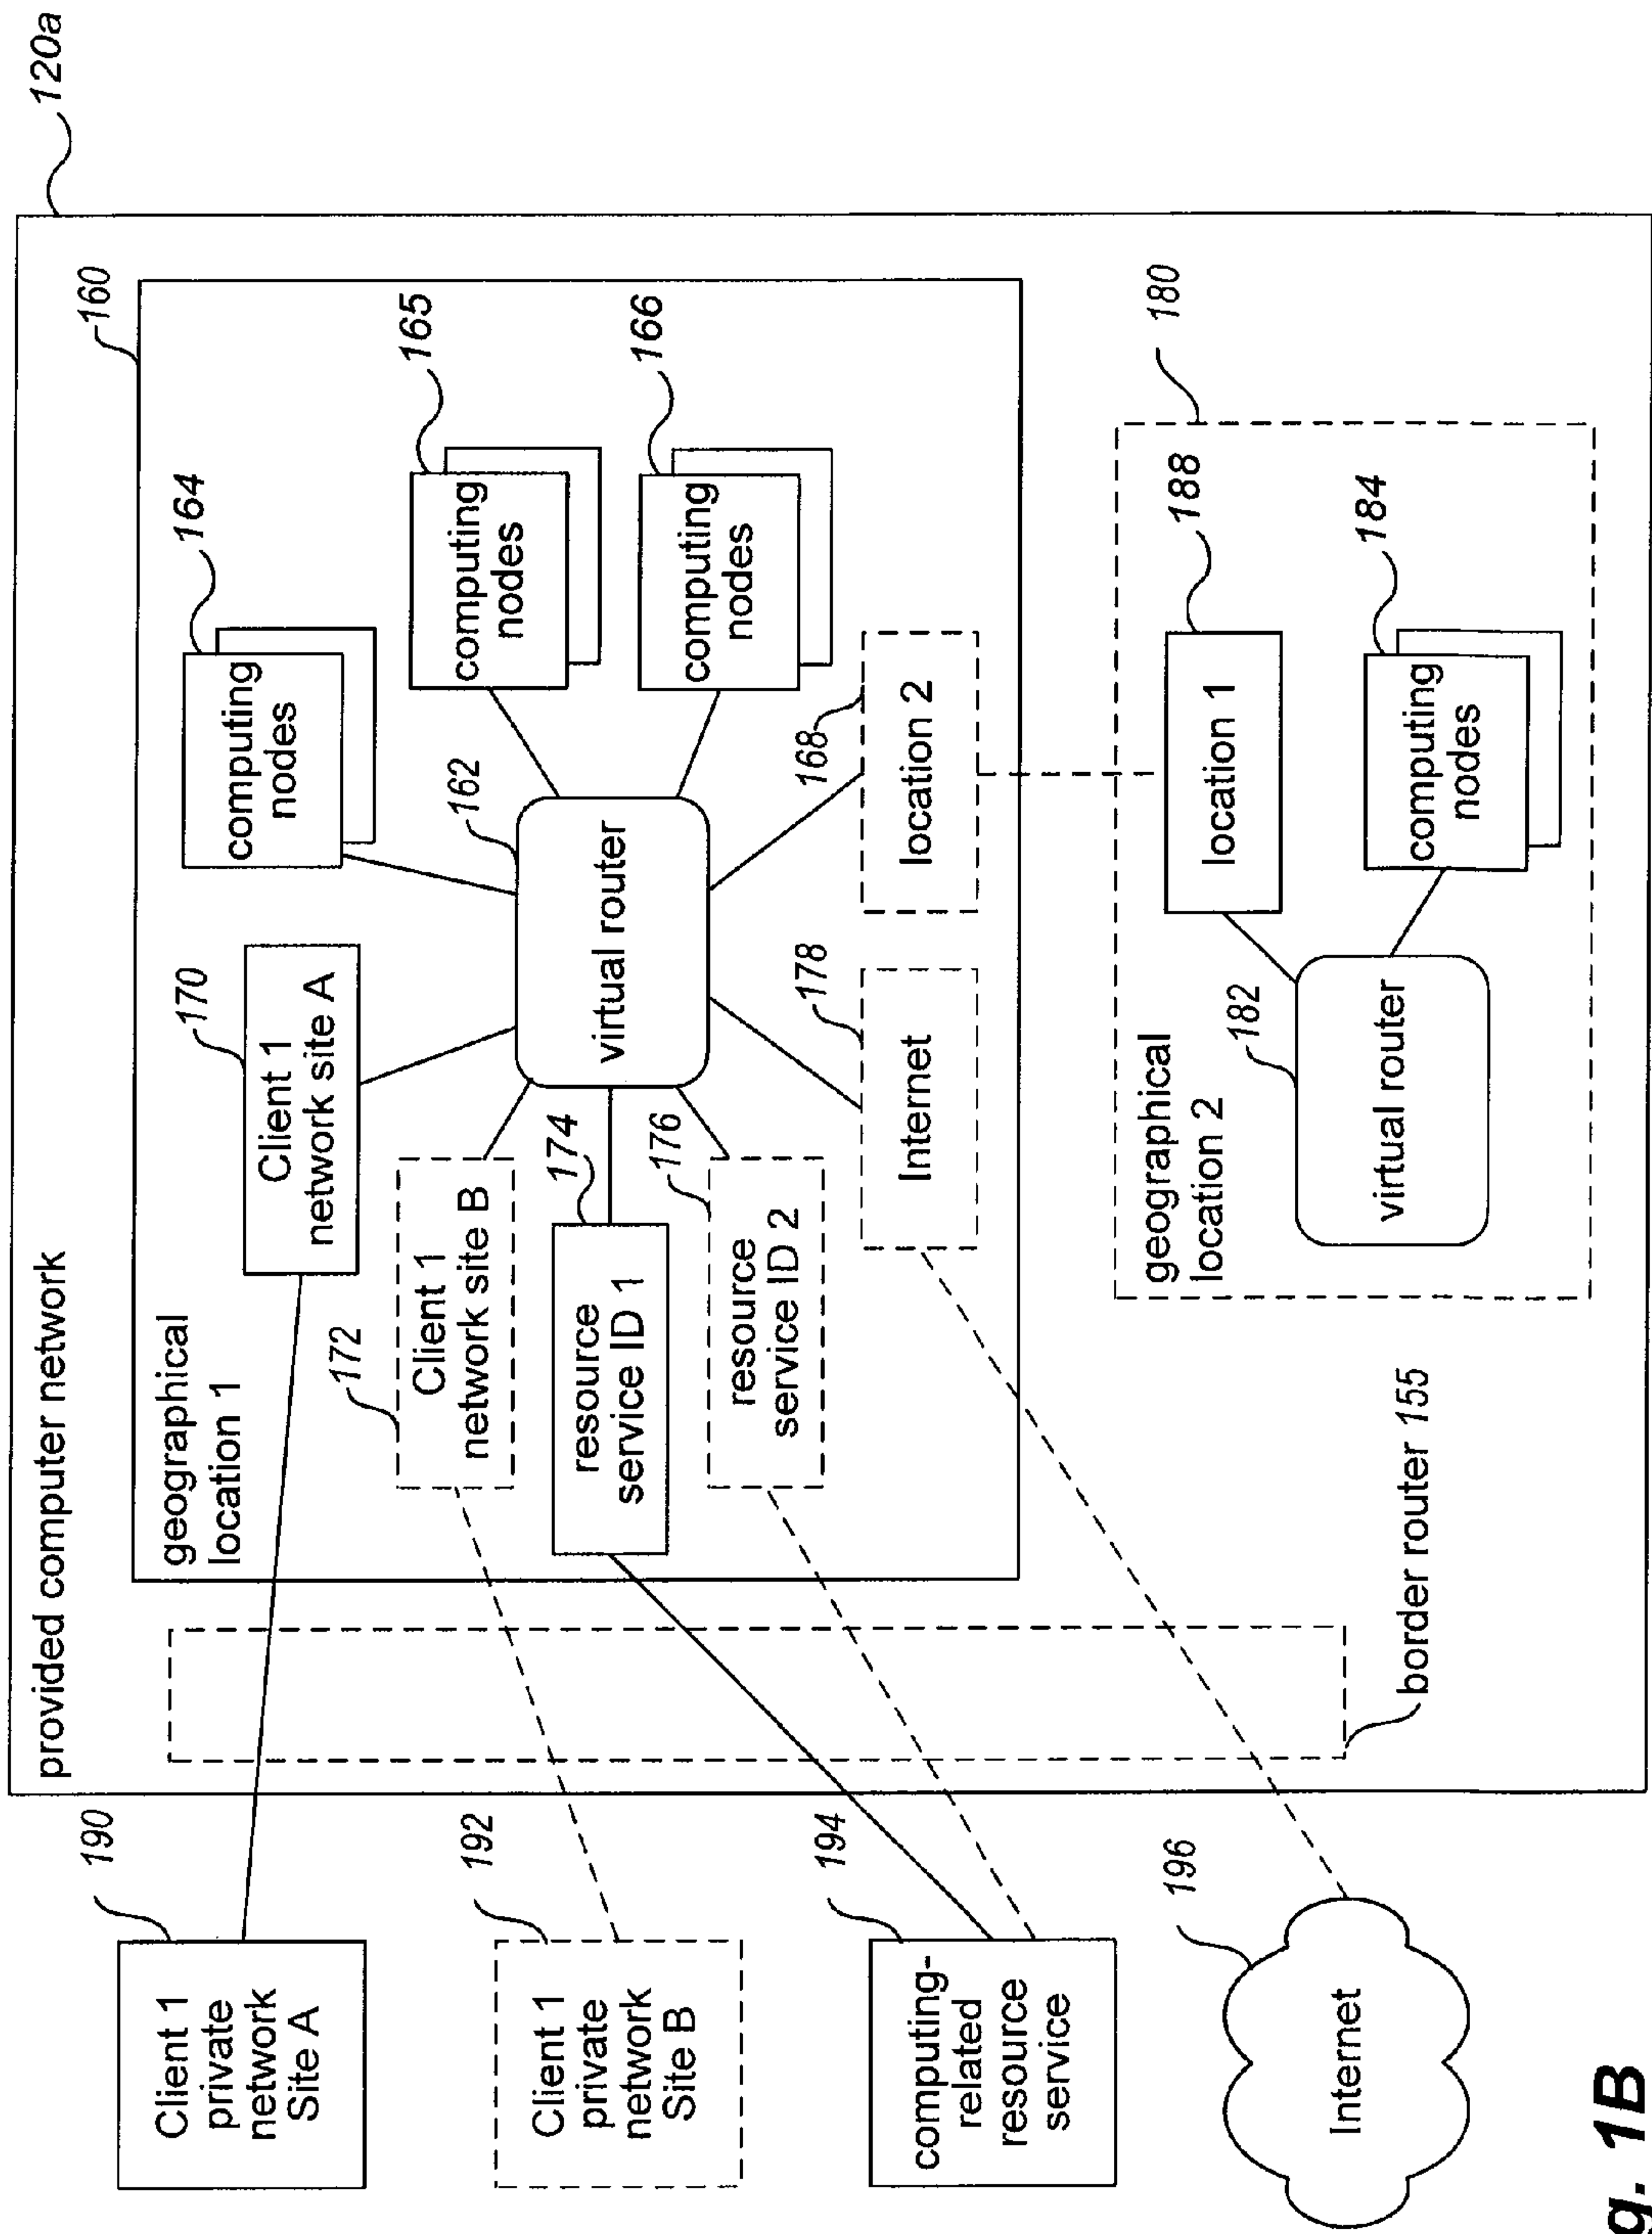 120a
provided computer network
160
geographical
location 1
170
Client 1
network site A
164
computing
nodes
165
computing
nodes
166
computing
nodes
162
virtual router
172
Client 1
network site B
174
resource
service ID 1
176
resource
service ID 2
178
Internet
168
location 2
180
geographical
location 2
188
location 1
184
computing
nodes
182
virtual router
border router 155
190
Client 1
private
network
Site A
192
Client 1
private
network
Site B
194
computing-
related
resource
service
196
Internet
g. 1B